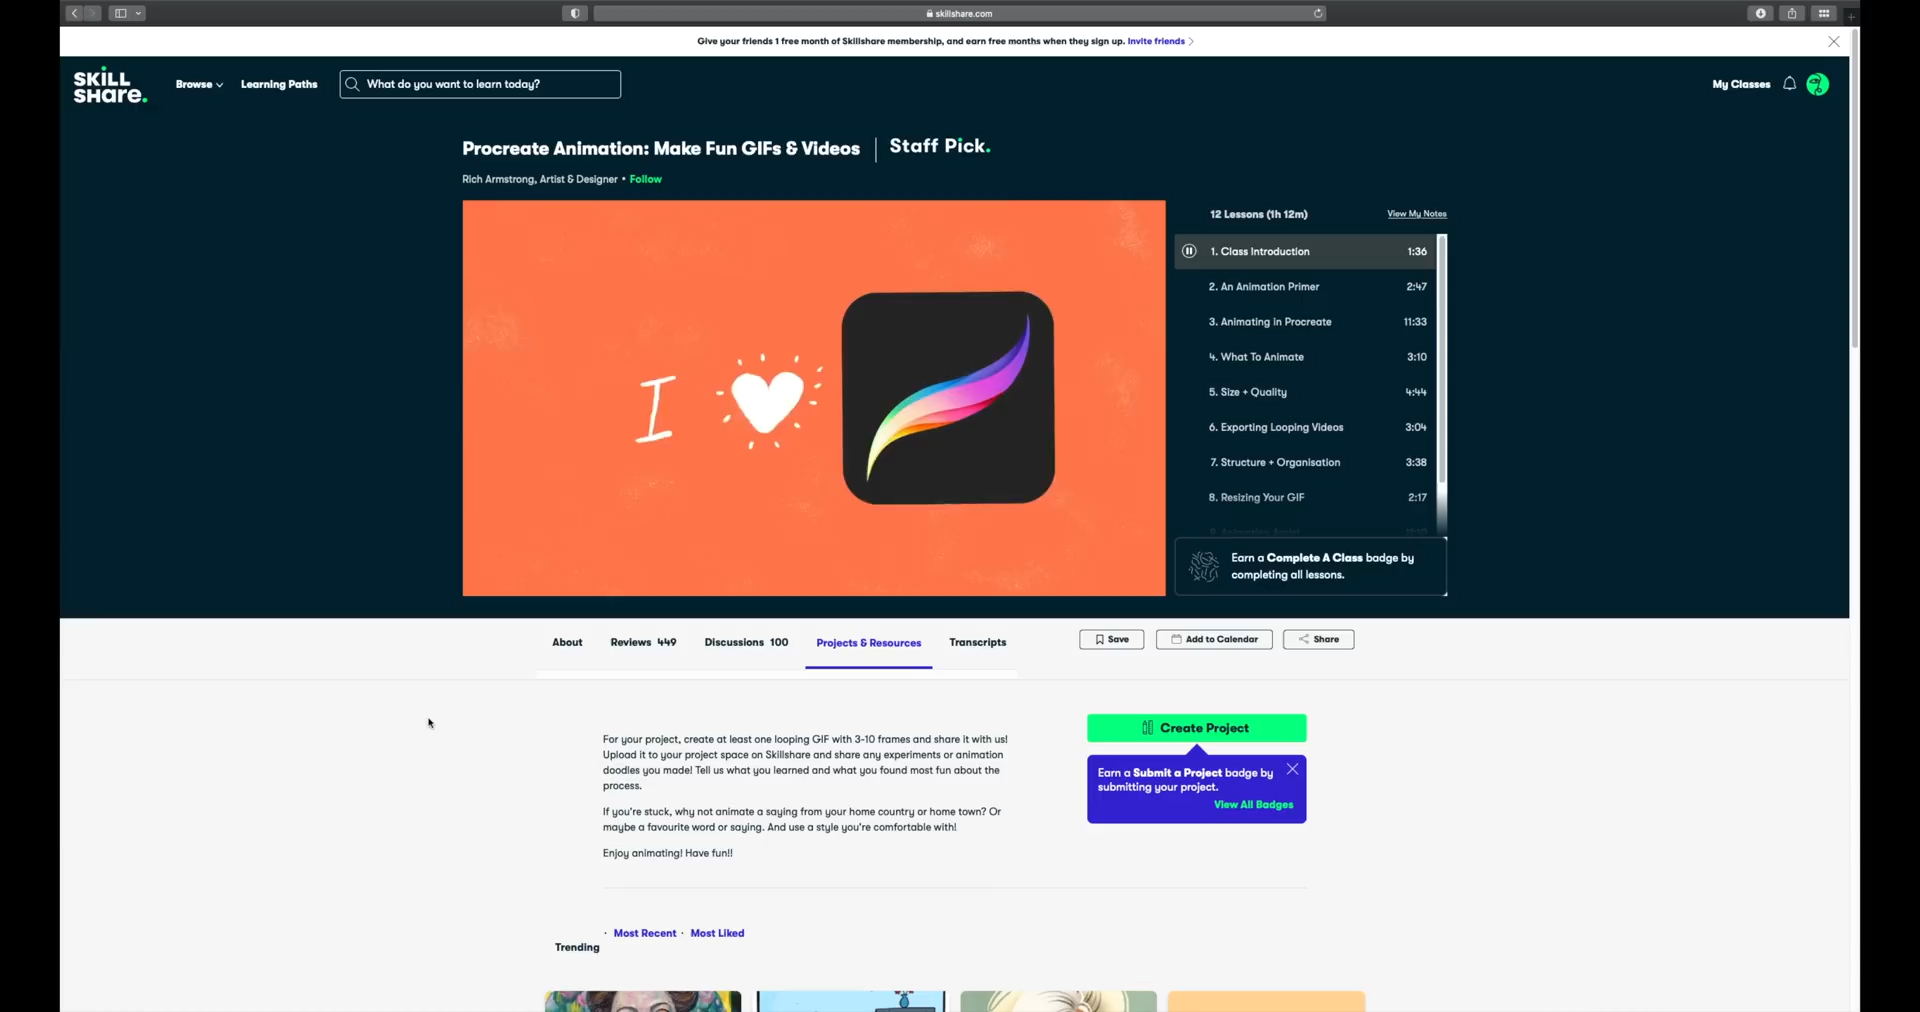 skillshare.com
Give your friends 1 free month of Skillshare membership, and earn free months when they sign up. Invite friends
SKILL
SHARE.
Browse
Learning Paths
What do you want to learn today?
My Classes
Procreate Animation: Make Fun GIFs & Videos
Staff Pick.
Rich Armstrong, Artist & Designer • Follow
I
12 Lessons (1h 12m)
View My Notes
1. Class Introduction 1:36
2. An Animation Primer 2:47
3. Animating in Procreate 11:33
4. What To Animate 3:10
5. Size + Quality 4:44
6. Exporting Looping Videos 3:04
7. Structure + Organisation 3:38
8. Resizing Your GIF 2:17
Earn a Complete A Class badge by
completing all lessons.
About
Reviews 449
Discussions 100
Projects & Resources
Transcripts
Save
Add to Calendar
Share
For your project, create at least one looping GIF with 3-10 frames and share it with us!
Upload it to your project space on Skillshare and share any experiments or animation
doodles you made! Tell us what you learned and what you found most fun about the
process.
If you're stuck, why not animate a saying from your home country or home town? Or
maybe a favourite word or saying. And use a style you're comfortable with!
Enjoy animating! Have fun!!
Create Project
Earn a Submit a Project badge by
submitting your project.
View All Badges
· Most Recent · Most Liked
Trending